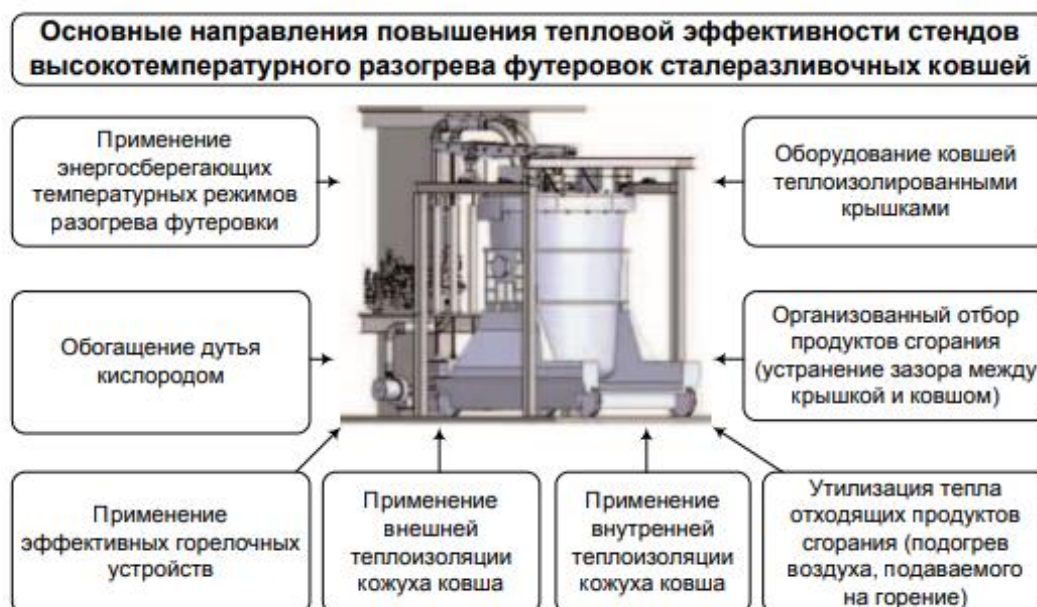 Основные направления повышения тепловой эффективности стендов
высокотемпературного разогрева футеровок сталеразливочных ковшей
Применение
энергосберегающих
температурных режимов
разогрева футеровки
Оборудование ковшей
теплоизолированными
крышками
Обогащение дутья
кислородом
Организованный отбор
продуктов сгорания
(устранение зазора между
крышкой и ковшом)
Применение
эффективных горелочных
устройств
Применение
внешней
теплоизоляции
кожуха ковша
Применение
внутренней
теплоизоляции
кожуха ковша
Утилизация тепла
отходящих продуктов
сгорания (подогрев
воздуха, подаваемого
на горение)